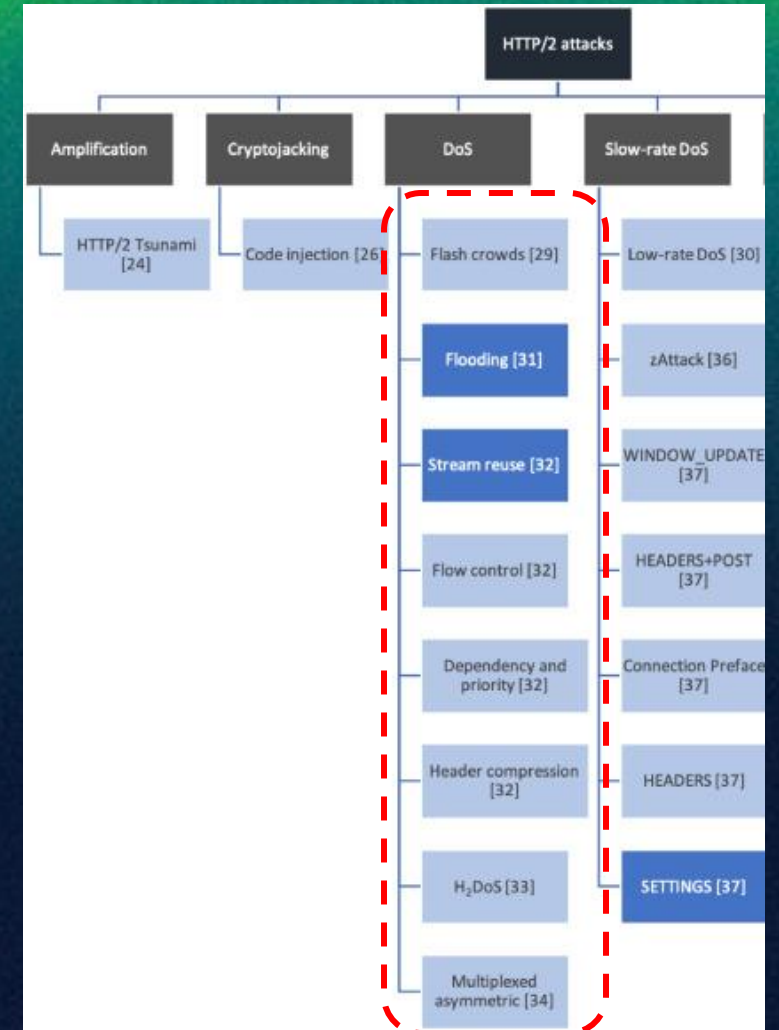 HTTP/2 attacks
Amplification
Cryptojacking
DoS
Slow-rate DoS
HTTP/2 Tsunami
[24]
Code injection [26]
Flash crowds [29]
Low-rate DoS [30]
Flooding [31]
zAttack [36]
Stream reuse [32]
WINDOW_UPDATE
[37]
Flow control [32]
HEADERS+POST
[37]
Dependency and
priority [32]
Connection Preface
[37]
Header compression
[32]
HEADERS [37]
H₂DoS [33]
SETTINGS [37]
Multiplexed
asymmetric [34]